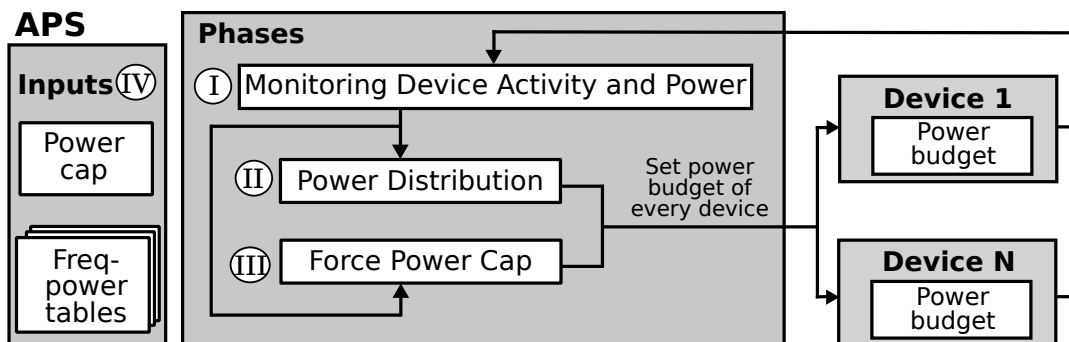 APS
Inputs IV
Power
cap
Freq-
power
tables
Phases
I Monitoring Device Activity and Power
II Power Distribution
III Force Power Cap
Set power
budget of
every device
Device 1
Power
budget
Device N
Power
budget